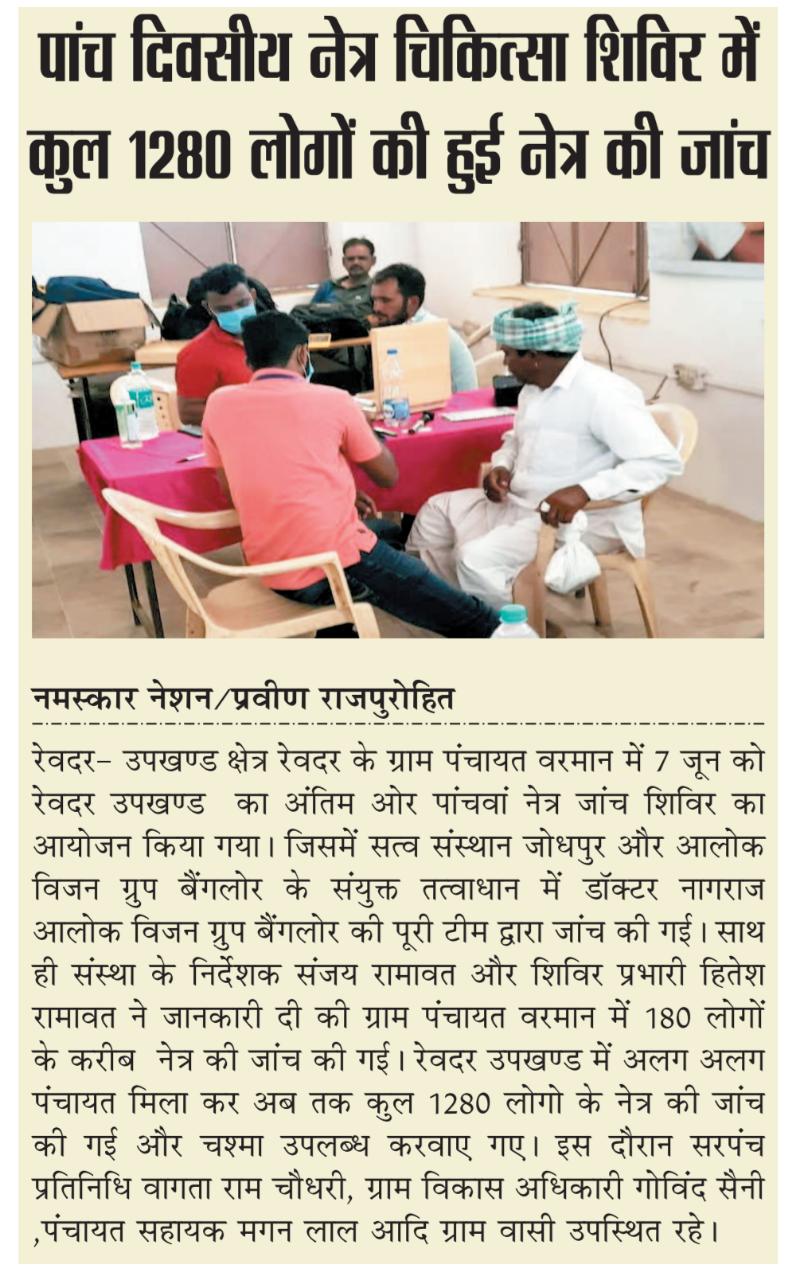 पांच दिवसीथ नेत्र चिकित्सा शिविर में
कुल 1280 लोगों की हुई नेत्र की जांच
नमस्कार नेशन/प्रवीण राजपुरोहित
रेवदर- उपखण्ड क्षेत्र रेवदर के ग्राम पंचायत वरमान में 7 जून को
रेवदर उपखण्ड का अंतिम ओर पांचवां नेत्र जांच शिविर का
आयोजन किया गया। जिसमें सत्व संस्थान जोधपुर और आलोक
विजन ग्रुप बैंगलोर के संयुक्त तत्वाधान में डॉक्टर नागराज
आलोक विजन ग्रुप बैंगलोर की पूरी टीम द्वारा जांच की गई। साथ
ही संस्था के निर्देशक संजय रामावत और शिविर प्रभारी हितेश
रामावत ने जानकारी दी की ग्राम पंचायत वरमान में 180 लोगों
के करीब नेत्र की जांच की गई। रेवदर उपखण्ड में अलग अलग
पंचायत मिला कर अब तक कुल 1280 लोगो के नेत्र की जांच
की गई और चश्मा उपलब्ध करवाए गए। इस दौरान सरपंच
प्रतिनिधि वागता राम चौधरी, ग्राम विकास अधिकारी गोविंद सैनी
,पंचायत सहायक मगन लाल आदि ग्राम वासी उपस्थित रहे।